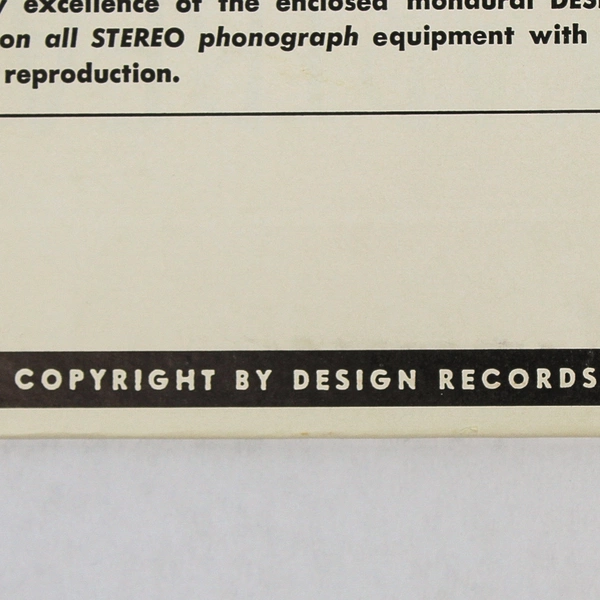 excellence of the enclosed monaural
on all STEREO phonograph equipment with
reproduction.
COPYRIGHT BY DESIGN RECORDS